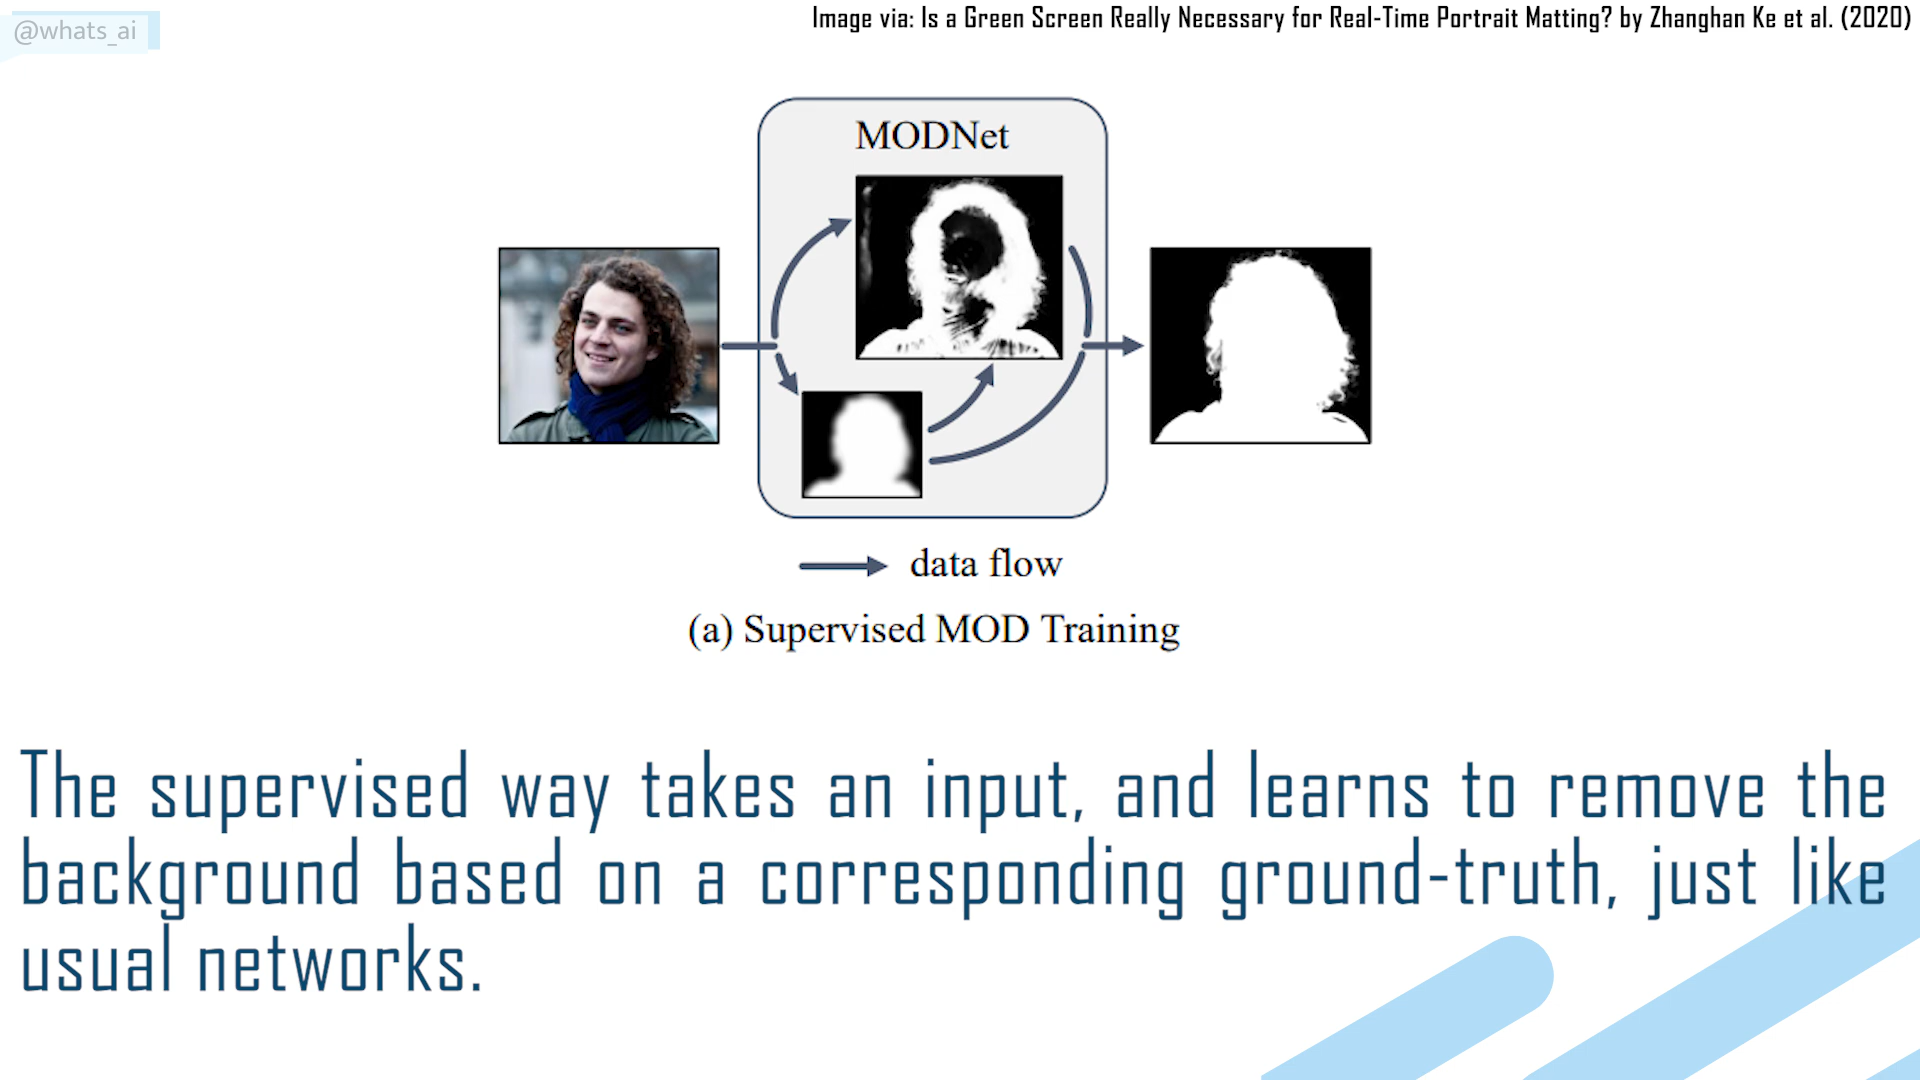 @whats_ai
Image via: Is a Green Screen Really Necessary for Real-Time Portrait Matting? by Zhanghan Ke et al. (2020)
MODNet
data flow
(a) Supervised MOD Training
The supervised way takes an input, and learns to remove the
background based on a corresponding ground-truth, just like
usual networks.